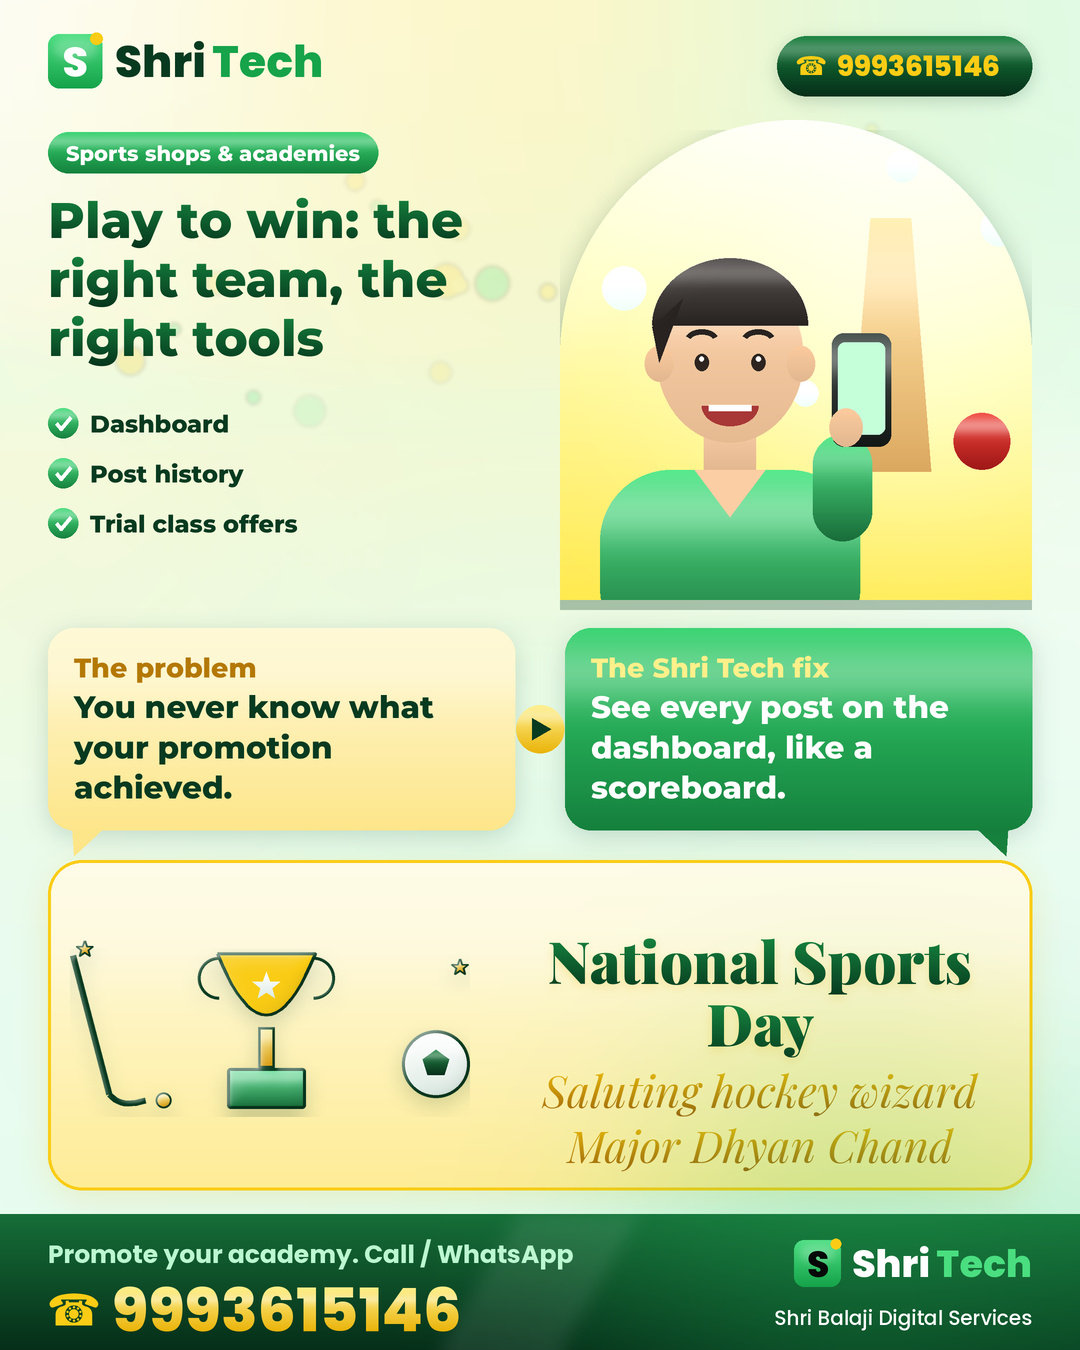 S Shri Tech
☎ 9993615146
Sports shops & academies
Play to win: the
right team, the
right tools
Dashboard
Post history
Trial class offers
The problem
You never know what
your promotion
achieved.
The Shri Tech fix
See every post on the
dashboard, like a
scoreboard.
National Sports
Day
Saluting hockey wizard
Major Dhyan Chand
Promote your academy. Call / WhatsApp
☎ 9993615146
S Shri Tech
Shri Balaji Digital Services